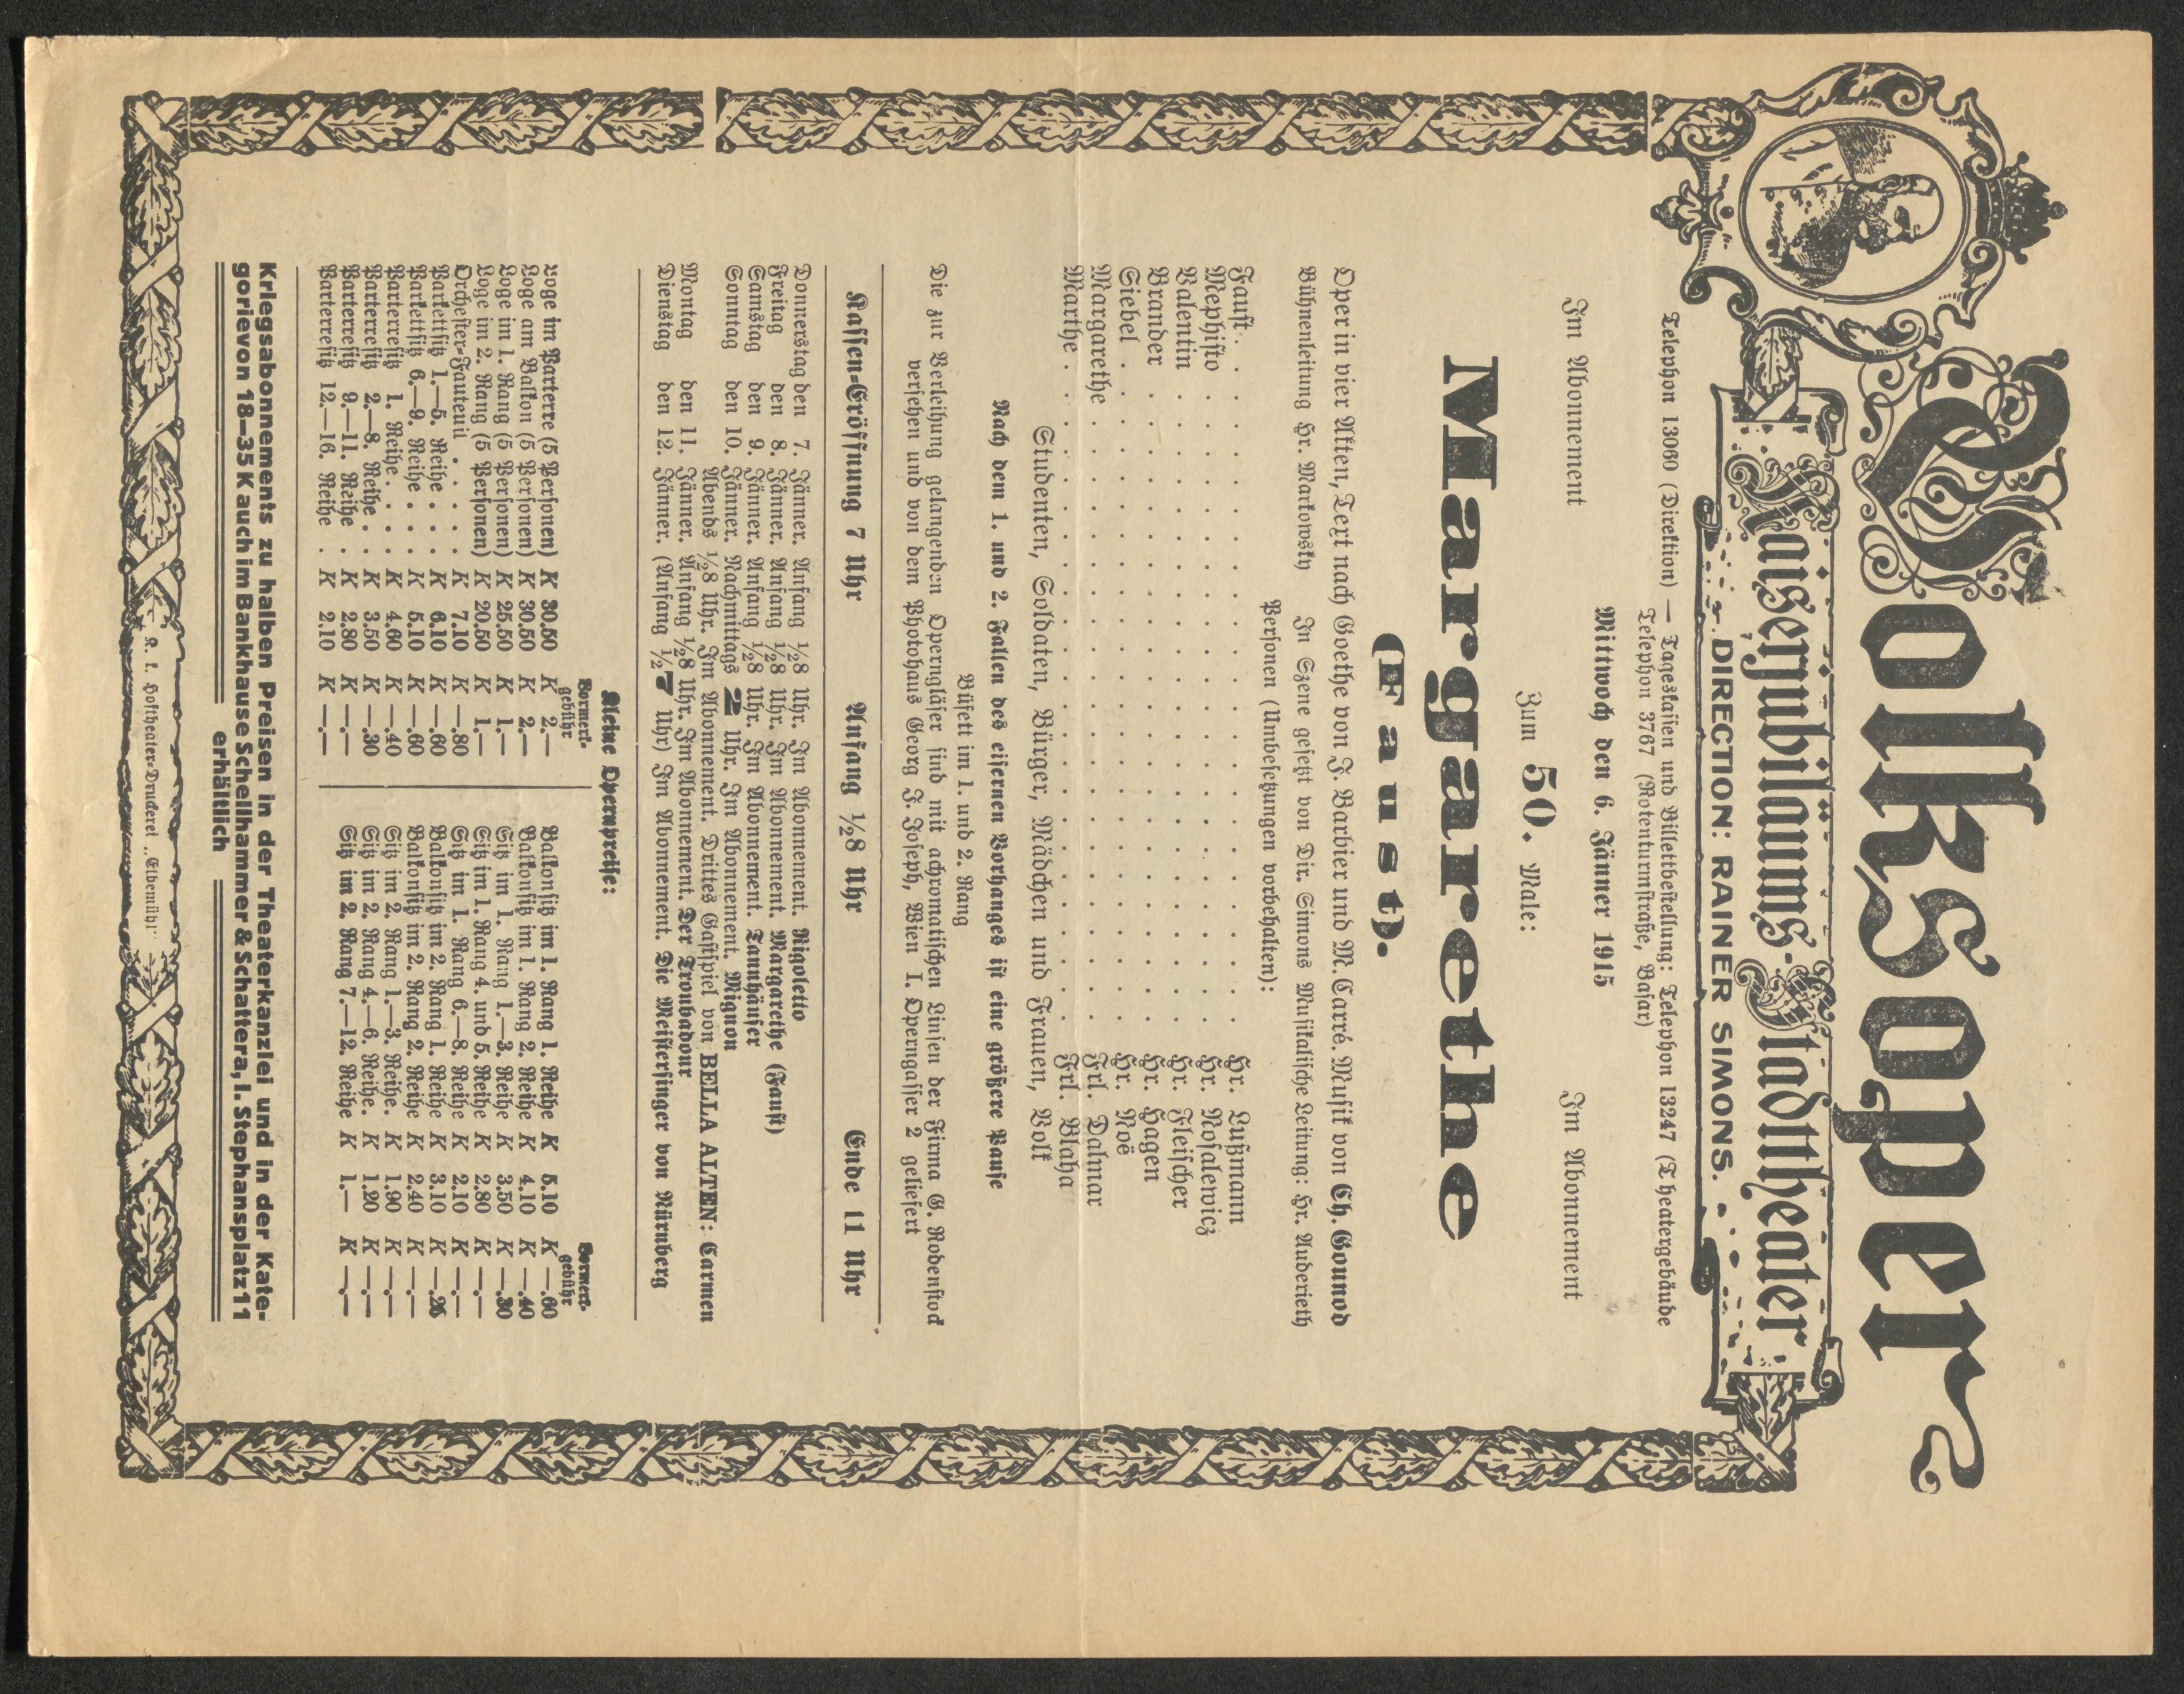 Volksoper
Kaiserjubiläums-Stadttheater
DIRECTION: RAINER SIMONS.
Telephon 13060 (Direktion) — Tageskassen und Billettbestellung: Telephon 13247 (Theatergebäude
Telephon 3767 (Rotenturmstraße, Basar)
Mittwoch den 6. Jänner 1915
Im Abonnement Im Abonnement
Zum 50. Male:
Margarethe
(Faust).
Oper in vier Akten, Text nach Goethe von J. Barbier und M. Carré. Musik von Ch. Gounod
Bühnenleitung Hr. Markowsky In Szene gesetzt von Dir. Simons Musikalische Leitung: Hr. Auderieth
Personen (Umbesetzungen vorbehalten):
Faust . . . . . . . . . . Hr. Lußmann
Mephisto . . . . . . . . . . Hr. Nosalewicz
Valentin . . . . . . . . . . Hr. Fleischer
Brander . . . . . . . . . . Hr. Hagen
Siebel . . . . . . . . . . Hr. Noë
Margarethe . . . . . . . . . . Frl. Dalmar
Marthe . . . . . . . . . . Frl. Blaha
Studenten, Soldaten, Bürger, Mädchen und Frauen, Volk
Nach dem 1. und 2. Fallen des eisernen Vorhanges ist eine größere Pause
Büfett im 1. und 2. Rang
Die zur Verleihung gelangenden Operngläser sind mit achromatischen Linsen der Firma G. Rodenstock
versehen und von dem Photohaus Georg J. Joseph, Wien I. Operngasser 2 geliefert
Kassen-Eröffnung 7 Uhr Anfang ½8 Uhr Ende 11 Uhr
Donnerstag den 7. Jänner. Anfang ½8 Uhr. Im Abonnement. Rigoletto
Freitag den 8. Jänner. Anfang ½8 Uhr. Im Abonnement. Margarethe (Faust)
Samstag den 9. Jänner. Anfang ½8 Uhr. Im Abonnement. Tannhäuser
Sonntag den 10. Jänner. Nachmittags 2 Uhr. Im Abonnement. Mignon
Abends ½8 Uhr. Im Abonnement. Drittes Gastspiel von BELLA ALTEN: Carmen
Montag den 11. Jänner. Anfang ½8 Uhr. Im Abonnement. Der Troubadour
Dienstag den 12. Jänner. (Anfang ½7 Uhr) Im Abonnement. Die Meistersinger von Nürnberg
Kleine Opernpreise:
Vormerk-gebühr Vormerk-gebühr
Loge im Parterre (5 Personen) K 30.50 K 2.— Balkonsitz im 1. Rang 1. Reihe K 5.10 K —.60
Loge am Balkon (5 Personen) K 30.50 K 2.— Balkonsitz im 1. Rang 2. Reihe K 4.10 K —.40
Loge im 1. Rang (5 Personen) K 25.50 K 1.— Sitz im 1. Rang 1.—3. Reihe K 3.50 K —.30
Loge im 2. Rang (5 Personen) K 20.50 K 1.— Sitz im 1. Rang 4. und 5. Reihe K 2.80 K —.—
Orchester-Fauteuil . . . . . K 7.10 K —.80 Sitz im 1. Rang 6.—8. Reihe K 2.10 K —.—
Parkettsitz 1.—5. Reihe . . . K 6.10 K —.60 Balkonsitz im 2. Rang 1. Reihe K 3.10 K —.25
Parkettsitz 6.—9. Reihe . . . K 5.10 K —.60 Balkonsitz im 2. Rang 2. Reihe K 2.40 K —.—
Parterresitz 1. Reihe . . . . K 4.60 K —.40 Sitz im 2. Rang 1.—3. Reihe. K 1.90 K —.—
Parterresitz 2.—8. Reihe . . K 3.50 K —.30 Sitz im 2. Rang 4.—6. Reihe. K 1.20 K —.—
Parterresitz 9.—11. Reihe . K 2.80 K —.— Sitz im 2. Rang 7.—12. Reihe K 1.— K —.—
Parterresitz 12.—16. Reihe . K 2.10 K —.—
Kriegsabonnements zu halben Preisen in der Theaterkanzlei und in der Kate-
gorievon 18—35 K auch im Bankhause Schellhammer & Schattera, I. Stephansplatz 11
erhältlich
K. k. Hoftheater-Druckerei „Elbemühl"